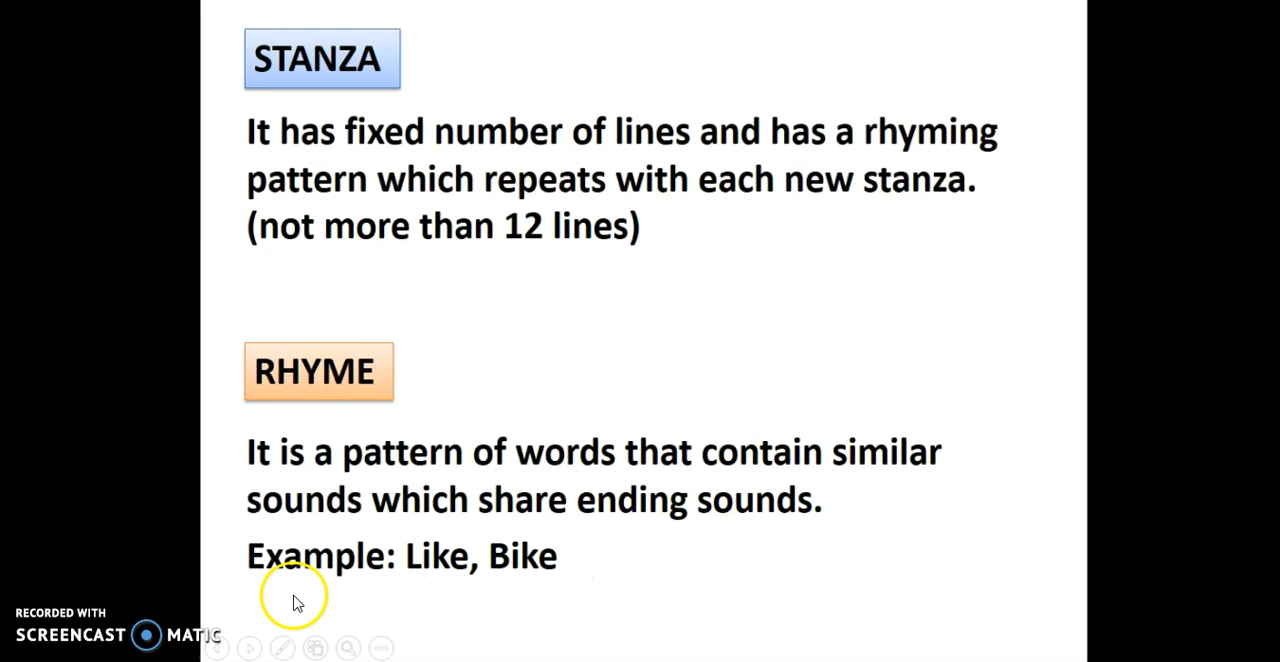 STANZA
It has fixed number of lines and has a rhyming
pattern which repeats with each new stanza.
(not more than 12 lines)
RHYME
It is a pattern of words that contain similar
sounds which share ending sounds.
Example: Like, Bike
RECORDED WITH
SCREENCAST MATIC